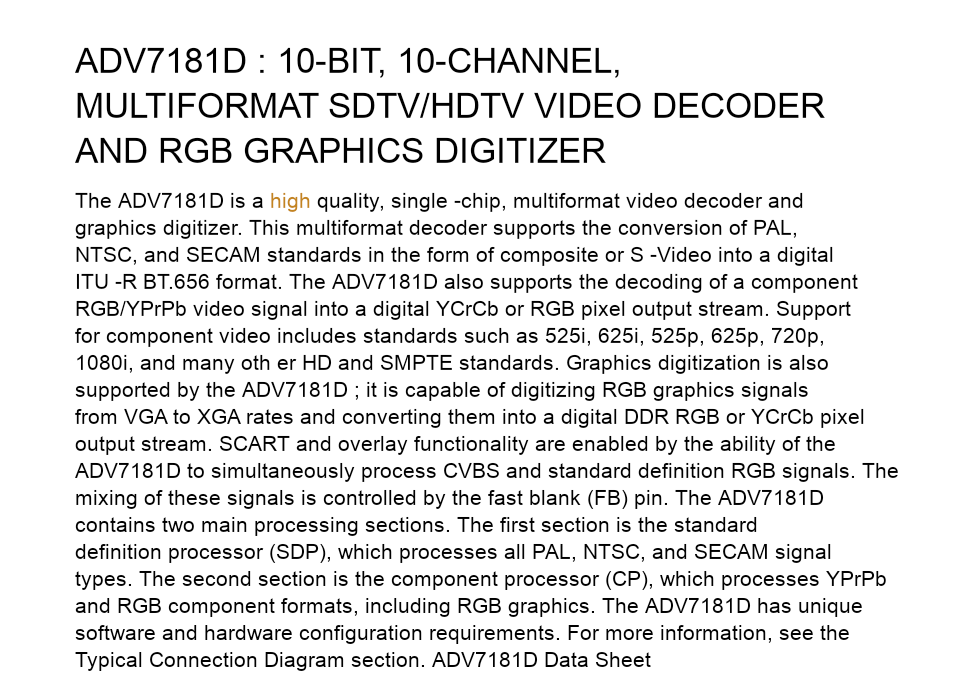 ADV7181D : 10-BIT, 10-CHANNEL,
MULTIFORMAT SDTV/HDTV VIDEO DECODER
AND RGB GRAPHICS DIGITIZER
The ADV7181D is a high quality, single -chip, multiformat video decoder and
graphics digitizer. This multiformat decoder supports the conversion of PAL,
NTSC, and SECAM standards in the form of composite or S -Video into a digital
ITU -R BT.656 format. The ADV7181D also supports the decoding of a component
RGB/YPrPb video signal into a digital YCrCb or RGB pixel output stream. Support
for component video includes standards such as 525i, 625i, 525p, 625p, 720p,
1080i, and many oth er HD and SMPTE standards. Graphics digitization is also
supported by the ADV7181D ; it is capable of digitizing RGB graphics signals
from VGA to XGA rates and converting them into a digital DDR RGB or YCrCb pixel
output stream. SCART and overlay functionality are enabled by the ability of the
ADV7181D to simultaneously process CVBS and standard definition RGB signals. The
mixing of these signals is controlled by the fast blank (FB) pin. The ADV7181D
contains two main processing sections. The first section is the standard
definition processor (SDP), which processes all PAL, NTSC, and SECAM signal
types. The second section is the component processor (CP), which processes YPrPb
and RGB component formats, including RGB graphics. The ADV7181D has unique
software and hardware configuration requirements. For more information, see the
Typical Connection Diagram section. ADV7181D Data Sheet